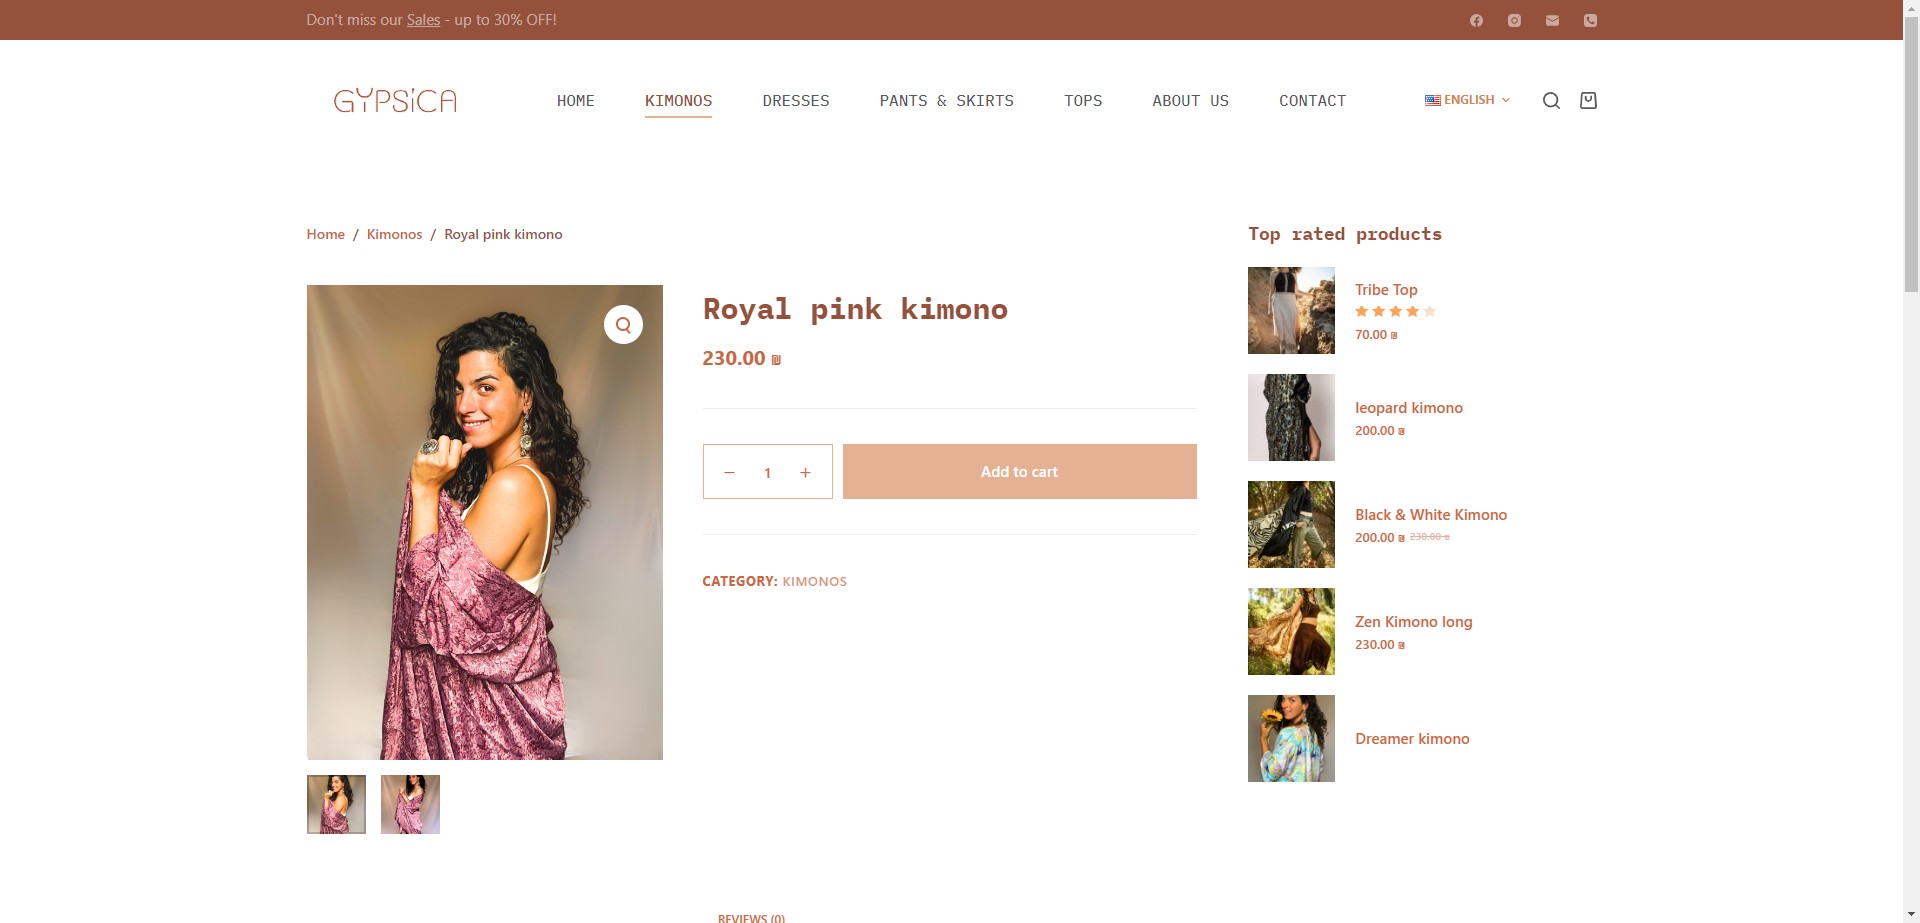 Don't miss our Sales - up to 30% OFF!
GYPSICA
HOME
KIMONOS
DRESSES
PANTS & SKIRTS
TOPS
ABOUT US
CONTACT
ENGLISH
Home / Kimonos / Royal pink kimono
Royal pink kimono
230.00 ₪
− 1 +
Add to cart
CATEGORY: KIMONOS
Top rated products
Tribe Top
70.00 ₪
leopard kimono
200.00 ₪
Black & White Kimono
200.00 ₪ 230.00 ₪
Zen Kimono long
230.00 ₪
Dreamer kimono
REVIEWS (0)